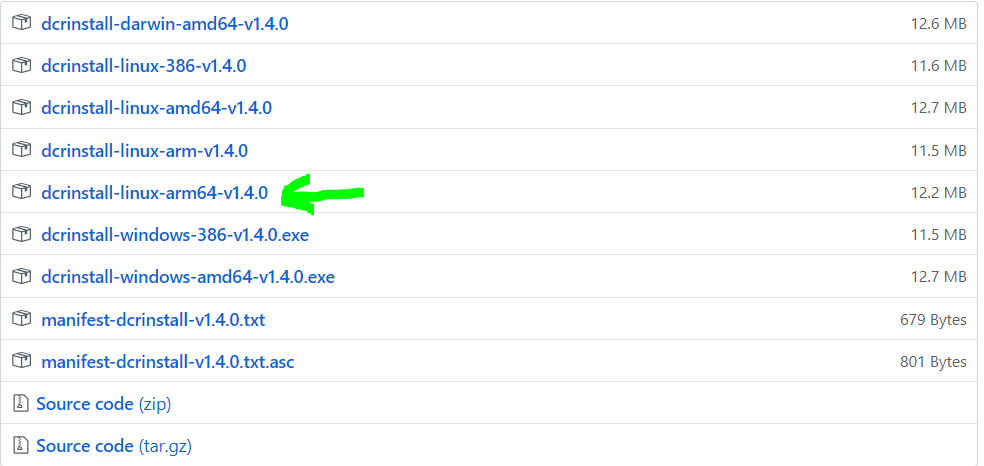 dcrinstall-darwin-amd64-v1.4.0 12.6 MB
dcrinstall-linux-386-v1.4.0 11.6 MB
dcrinstall-linux-amd64-v1.4.0 12.7 MB
dcrinstall-linux-arm-v1.4.0 11.5 MB
dcrinstall-linux-arm64-v1.4.0 12.2 MB
dcrinstall-windows-386-v1.4.0.exe 11.5 MB
dcrinstall-windows-amd64-v1.4.0.exe 12.7 MB
manifest-dcrinstall-v1.4.0.txt 679 Bytes
manifest-dcrinstall-v1.4.0.txt.asc 801 Bytes
Source code (zip)
Source code (tar.gz)